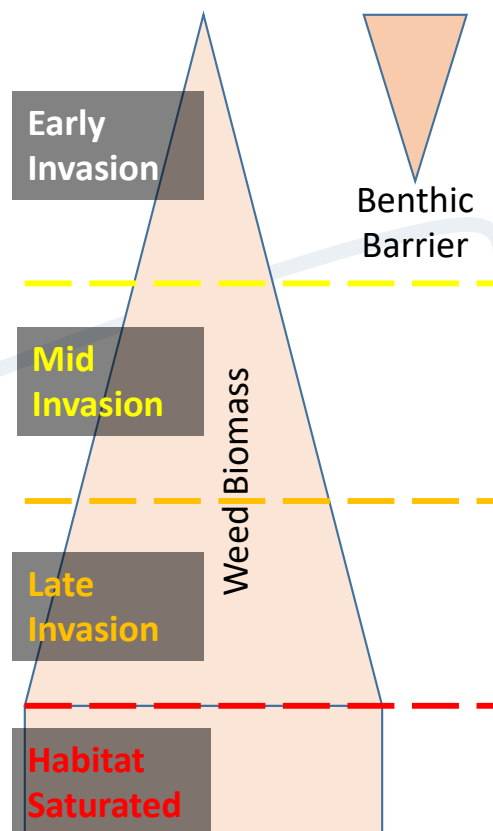 Early
Invasion
Benthic
Barrier
Mid
Invasion
Weed Biomass
Late
Invasion
Habitat
Saturated